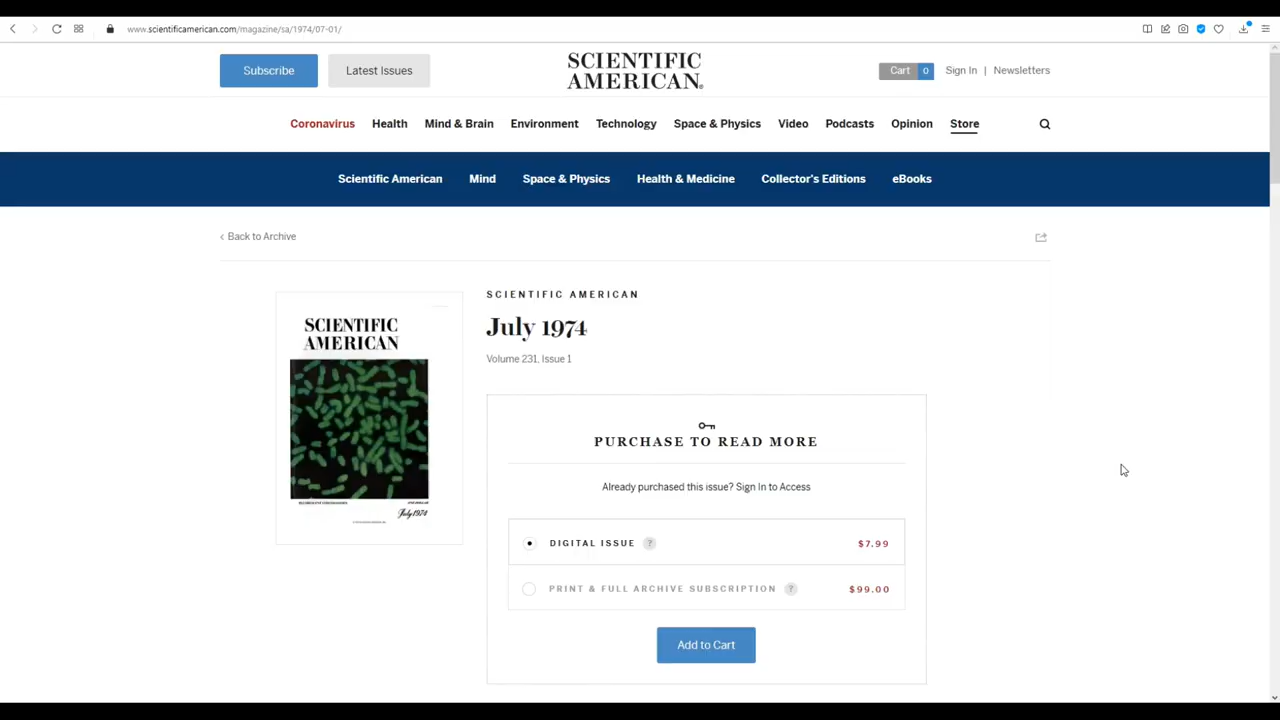 www.scientificamerican.com/magazine/sa/1974/07-01/
Subscribe
Latest Issues
SCIENTIFIC
AMERICAN®
Cart 0
Sign In | Newsletters
Coronavirus Health Mind & Brain Environment Technology Space & Physics Video Podcasts Opinion Store
Scientific American Mind Space & Physics Health & Medicine Collector's Editions eBooks
‹ Back to Archive
SCIENTIFIC
AMERICAN
July 1974
SCIENTIFIC AMERICAN
July 1974
Volume 231, Issue 1
PURCHASE TO READ MORE
Already purchased this issue? Sign In to Access
DIGITAL ISSUE ? $7.99
PRINT & FULL ARCHIVE SUBSCRIPTION ? $99.00
Add to Cart